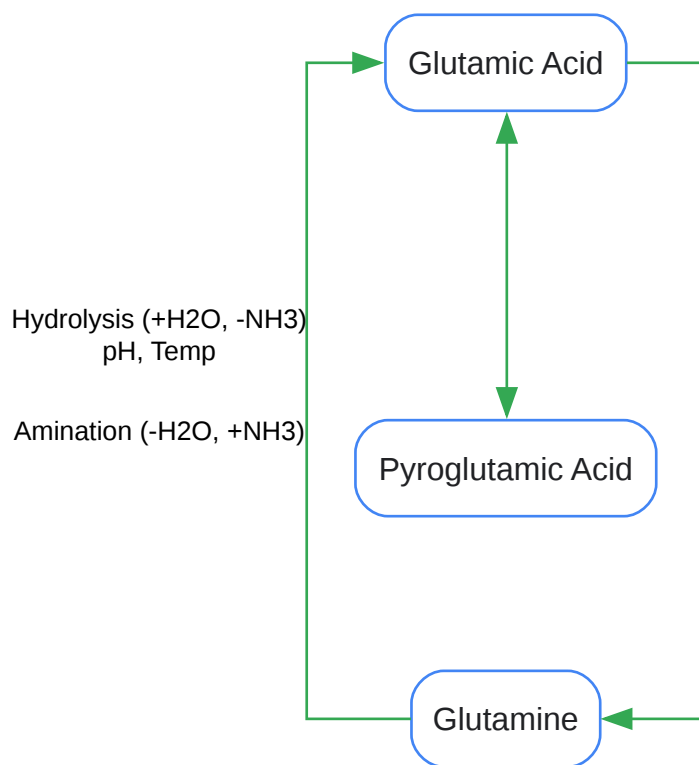 Glutamic Acid
Hydrolysis (+H2O, -NH3)
pH, Temp
Amination (-H2O, +NH3)
Pyroglutamic Acid
Glutamine